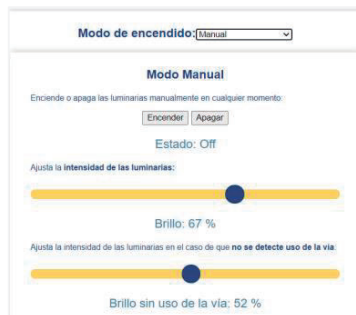 Modo de encendido: Manual
Modo Manual
Enciende o apaga las luminarias manualmente en cualquier momento:
Encender Apagar
Estado: Off
Ajusta la intensidad de las luminarias:
Brillo: 67 %
Ajusta la intensidad de las luminarias en el caso de que no se detecte uso de la vía:
Brillo sin uso de la vía: 52 %